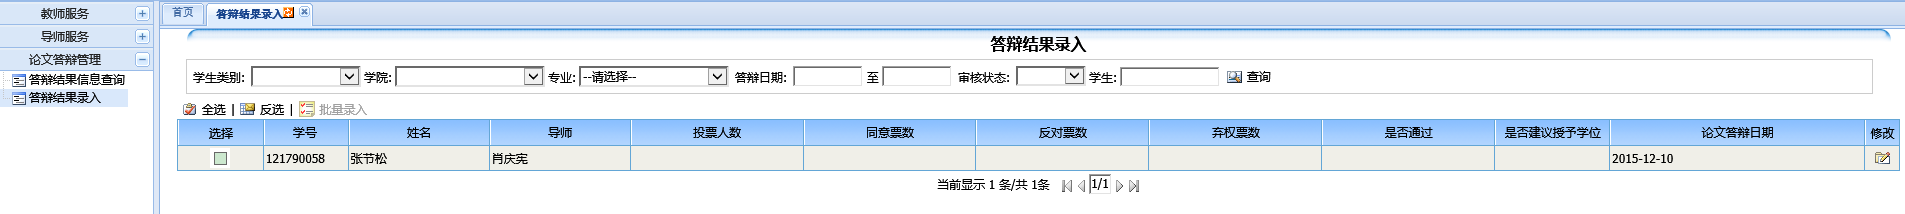 教师服务
导师服务
论文答辩管理
答辩结果信息查询
答辩结果录入
首页 答辩结果录入
答辩结果录入
学生类别: 学院: 专业: --请选择-- 答辩日期: 至 审核状态: 学生: 查询
全选 | 反选 | 批量录入
选择 学号 姓名 导师 投票人数 同意票数 反对票数 弃权票数 是否通过 是否建议授予学位 论文答辩日期 修改
121790058 张节松 肖庆宪 2015-12-10
当前显示 1 条/共 1条 1/1